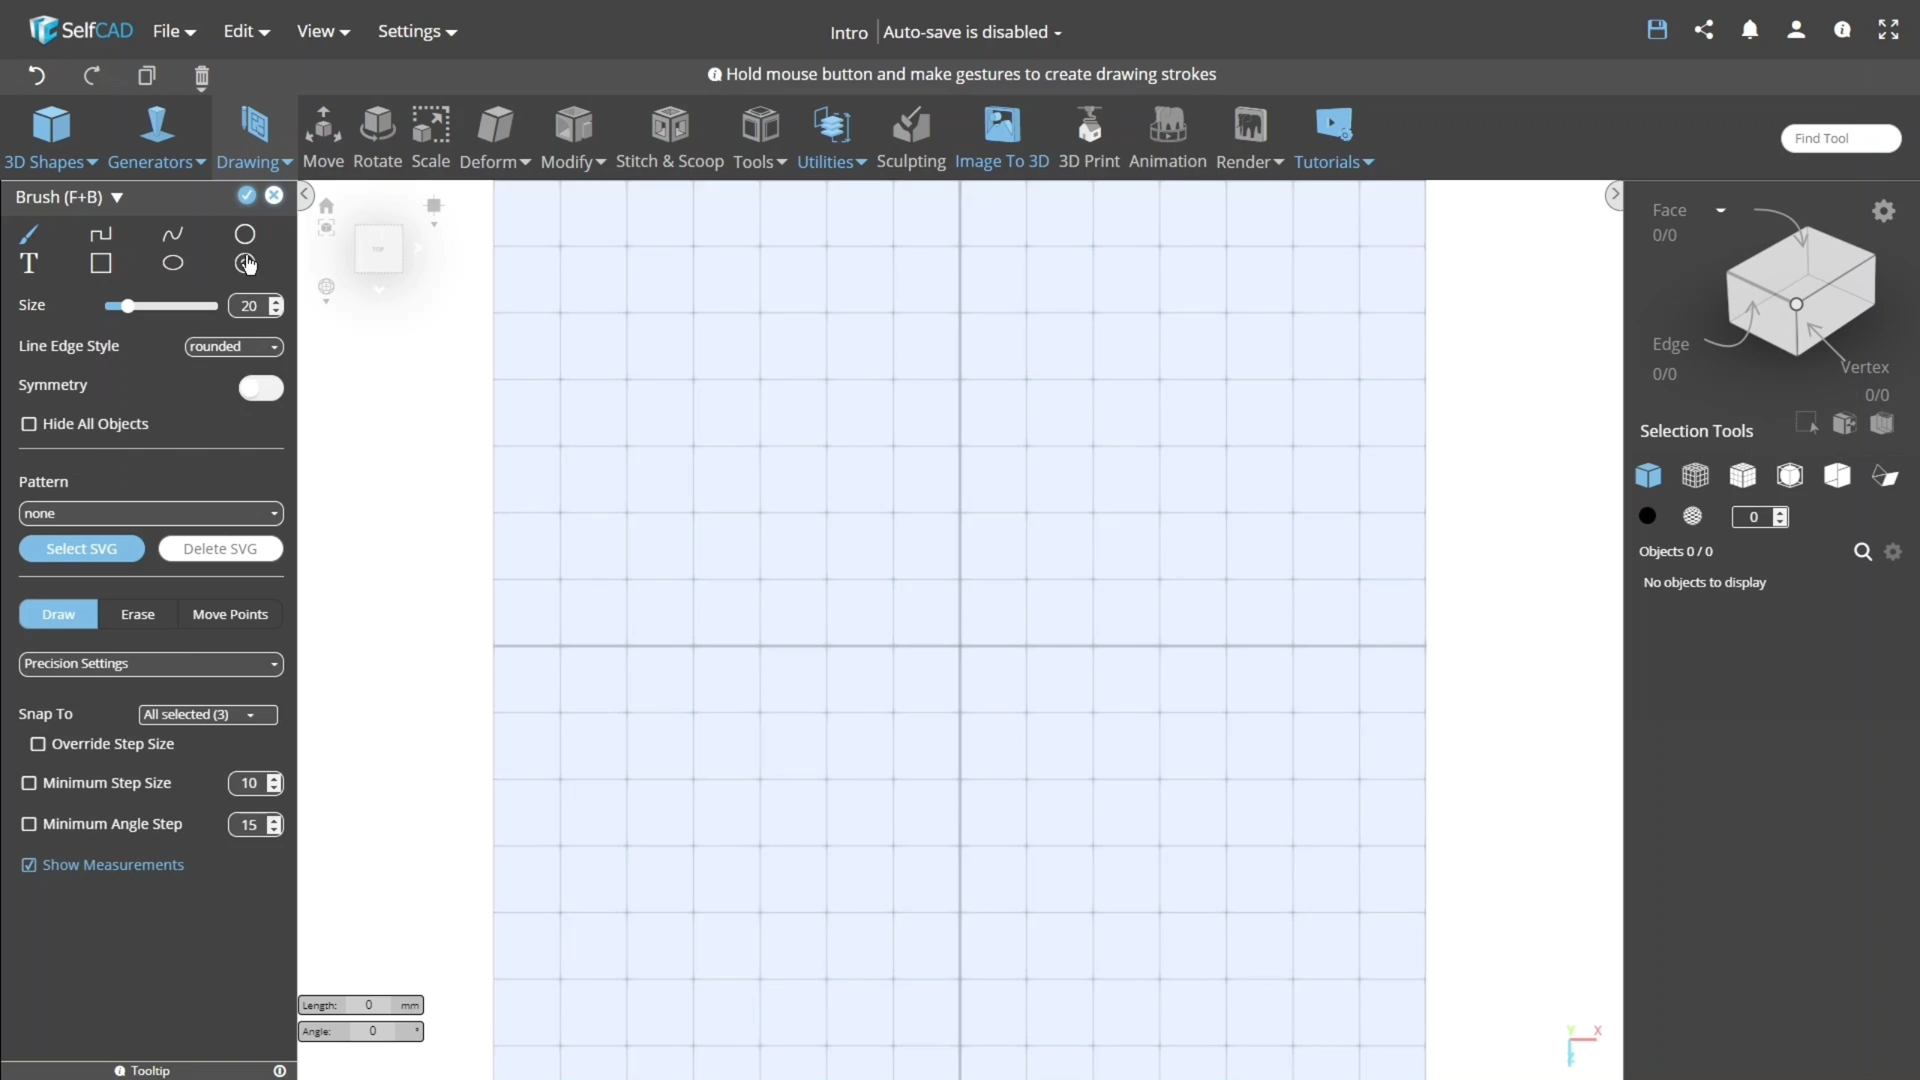 SelfCAD File Edit View Settings Intro Auto-save is disabled
Hold mouse button and make gestures to create drawing strokes
3D Shapes Generators Drawing Move Rotate Scale Deform Modify Stitch & Scoop Tools Utilities Sculpting Image To 3D 3D Print Animation Render Tutorials
Find Tool
Brush (F+B)
T
Size 20
Line Edge Style rounded
Symmetry
Hide All Objects
Pattern
none
Select SVG Delete SVG
Draw Erase Move Points
Precision Settings
Snap To All selected (3)
Override Step Size
Minimum Step Size 10
Minimum Angle Step 15
Show Measurements
Tooltip
TOP
Length: 0 mm
Angle: 0 °
Y X
Z
Face
0/0
Edge
0/0
Vertex
0/0
Selection Tools
0
Objects 0 / 0
No objects to display